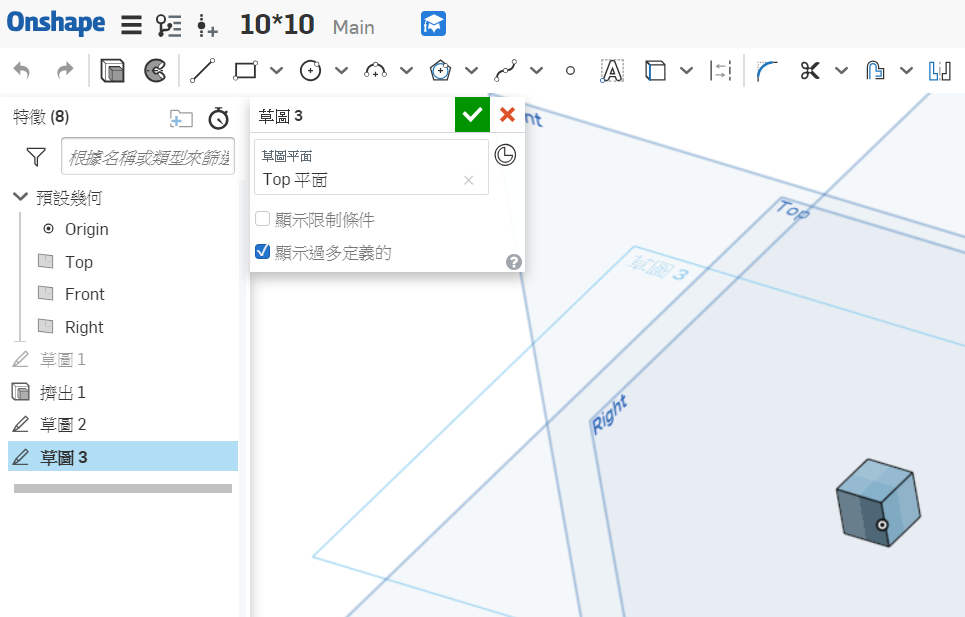 Onshape 10*10 Main
特徵 (8)
根據名稱或類型來篩選
預設幾何
Origin
Top
Front
Right
草圖 1
擠出 1
草圖 2
草圖 3
草圖 3
草圖平面
Top 平面
顯示限制條件
顯示過多定義的
nt
Top
草圖 3
Right